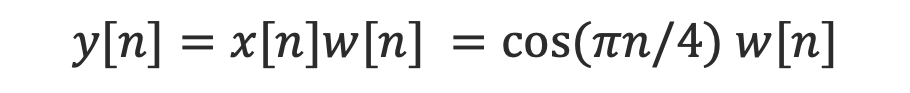 y[n] = x[n]w[n] = cos(πn/4) w[n]